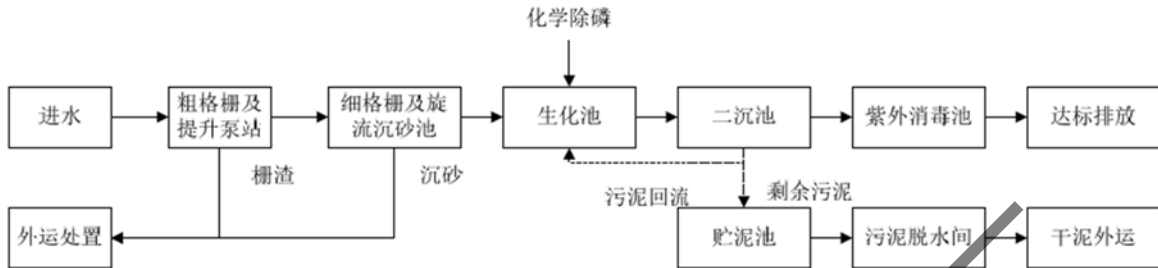 化学除磷
进水
粗格栅及
提升泵站
细格栅及旋
流沉砂池
生化池
二沉池
紫外消毒池
达标排放
栅渣
沉砂
污泥回流
剩余污泥
外运处置
贮泥池
污泥脱水间
干泥外运